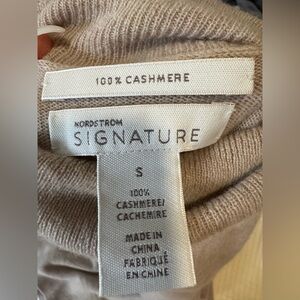 100% CASHMERE
NORDSTROM
SIGNATURE
S
100%
CASHMERE/
CACHEMIRE
MADE IN
CHINA
FABRIQUÉ
EN CHINE